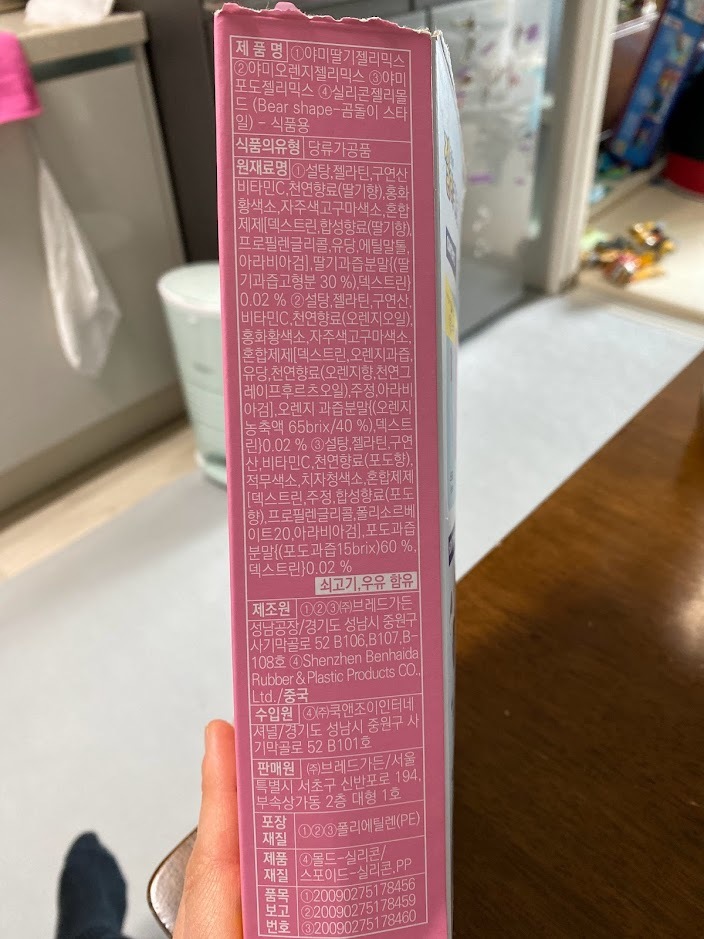 제품명 ①야미딸기젤리믹스
②야미오렌지젤리믹스 ③야미
포도젤리믹스 ④실리콘젤리몰
드 (Bear shape-곰돌이 스타
일) - 식품용
식품의유형 당류가공품
원재료명 ①설탕,젤라틴,구연산
비타민C,천연향료(딸기향),홍화
황색소,자주색고구마색소,혼합
제제[덱스트린,합성향료(딸기향),
프로필렌글리콜,유당,에틸말톨,
아라비아검],딸기과즙분말{(딸
기과즙고형분 30 %),덱스트린}
0.02 % ②설탕,젤라틴,구연산,
비타민C,천연향료(오렌지오일),
홍화황색소,자주색고구마색소,
혼합제제[덱스트린,오렌지과즙,
유당,천연향료(오렌지향,천연그
레이프후르츠오일),주정,아라비
아검],오렌지 과즙분말{(오렌지
농축액 65brix/40 %),덱스트
린}0.02 % ③설탕,젤라틴,구연
산,비타민C,천연향료(포도향),
적무색소,치자청색소,혼합제제
[덱스트린,주정,합성향료(포도
향),프로필렌글리콜,폴리소르베
이트20,아라비아검],포도과즙
분말{(포도과즙15brix)60 %,
덱스트린}0.02 %
쇠고기,우유 함유
제조원 ①②③㈜브레드가든
성남공장/경기도 성남시 중원구
사기막골로 52 B106,B107,B-
108호 ④Shenzhen Benhaida
Rubber & Plastic Products CO.,
Ltd./중국
수입원 ④㈜쿡앤조이인터네
셔널/경기도 성남시 중원구 사
기막골로 52 B101호
판매원 ㈜브레드가든/서울
특별시 서초구 신반포로 194,
부속상가동 2층 대형 1호
포장
재질 ①②③폴리에틸렌(PE)
제품 ④몰드-실리콘/
재질 스포이드-실리콘,PP
품목 ①20090275178456
보고 ②20090275178459
번호 ③20090275178460